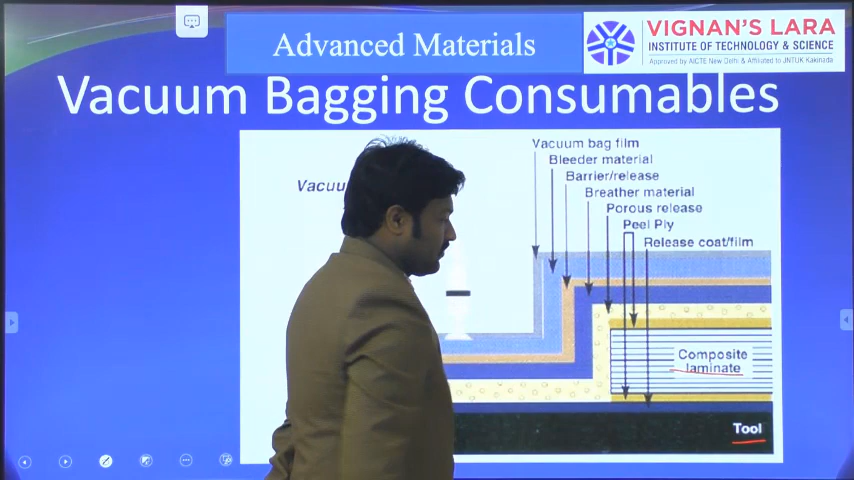 Advanced Materials
VIGNAN'S LARA
INSTITUTE OF TECHNOLOGY & SCIENCE
Approved by AICTE New Delhi & Affiliated to JNTUK Kakinada
Vacuum Bagging Consumables
Vacuum bag film
Bleeder material
Barrier/release
Breather material
Porous release
Peel Ply
Release coat/film
Composite
laminate
Tool